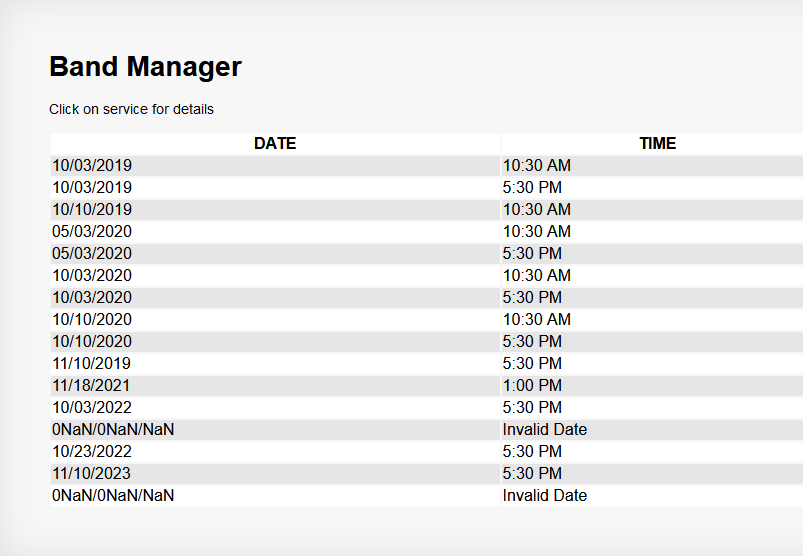 Band Manager
Click on service for details
DATE TIME
10/03/2019 10:30 AM
10/03/2019 5:30 PM
10/10/2019 10:30 AM
05/03/2020 10:30 AM
05/03/2020 5:30 PM
10/03/2020 10:30 AM
10/03/2020 5:30 PM
10/10/2020 10:30 AM
10/10/2020 5:30 PM
11/10/2019 5:30 PM
11/18/2021 1:00 PM
10/03/2022 5:30 PM
0NaN/0NaN/NaN Invalid Date
10/23/2022 5:30 PM
11/10/2023 5:30 PM
0NaN/0NaN/NaN Invalid Date